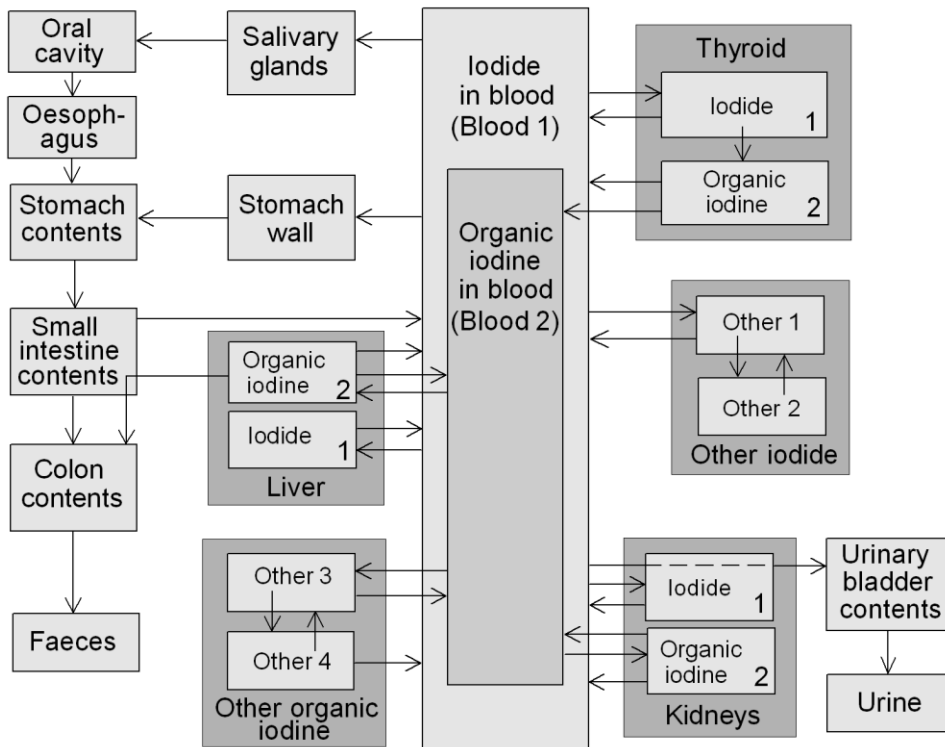 Oral
cavity
Salivary
glands
Iodide
in blood
(Blood 1)
Thyroid
Iodide
1
Organic
iodine
2
Oesoph-
agus
Stomach
contents
Stomach
wall
Organic
iodine
in blood
(Blood 2)
Small
intestine
contents
Organic
iodine
2
Iodide
1
Liver
Other 1
Other 2
Other iodide
Colon
contents
Other 3
Other 4
Other organic
iodine
Iodide
1
Organic
iodine
2
Kidneys
Urinary
bladder
contents
Faeces
Urine